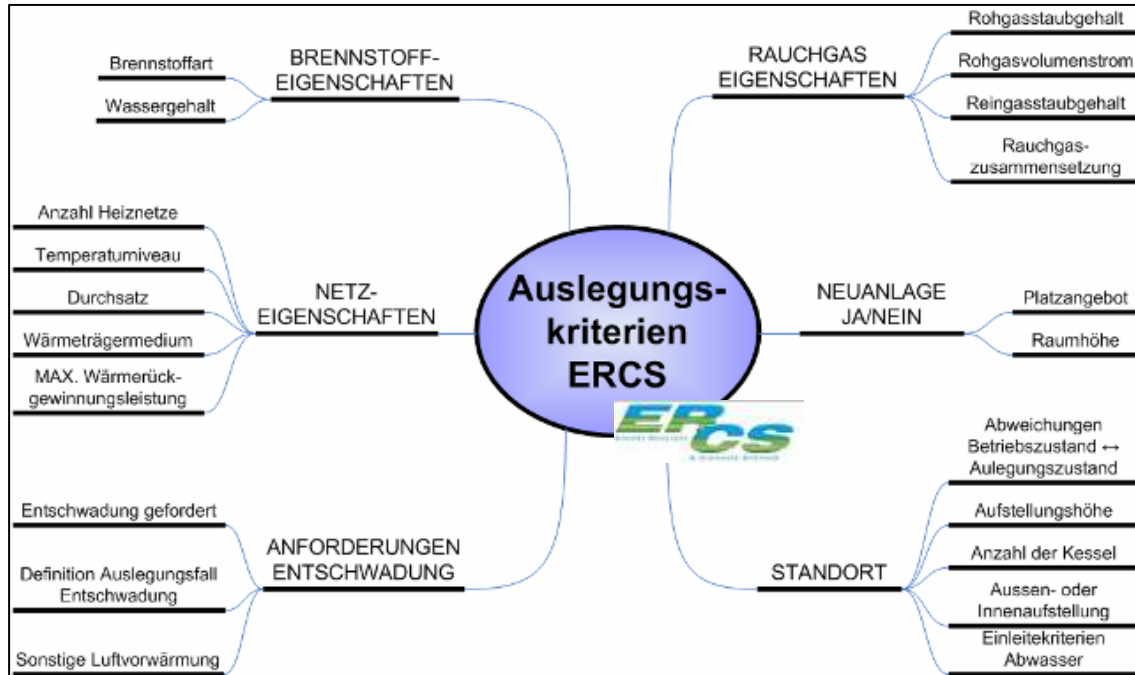 BRENNSTOFF-
EIGENSCHAFTEN
Brennstoffart
Wassergehalt
RAUCHGAS
EIGENSCHAFTEN
Rohgasstaubgehalt
Rohgasvolumenstrom
Reingasstaubgehalt
Rauchgas-
zusammensetzung
NETZ-
EIGENSCHAFTEN
Anzahl Heiznetze
Temperaturniveau
Durchsatz
Wärmeträgermedium
MAX. Wärmerück-
gewinnungsleistung
Auslegungs-
kriterien
ERCS
ERCS
NEUANLAGE
JA/NEIN
Platzangebot
Raumhöhe
ANFORDERUNGEN
ENTSCHWADUNG
Entschwadung gefordert
Definition Auslegungsfall
Entschwadung
Sonstige Luftvorwärmung
STANDORT
Abweichungen
Betriebszustand ↔
Aulegungszustand
Aufstellungshöhe
Anzahl der Kessel
Aussen- oder
Innenaufstellung
Einleitekriterien
Abwasser